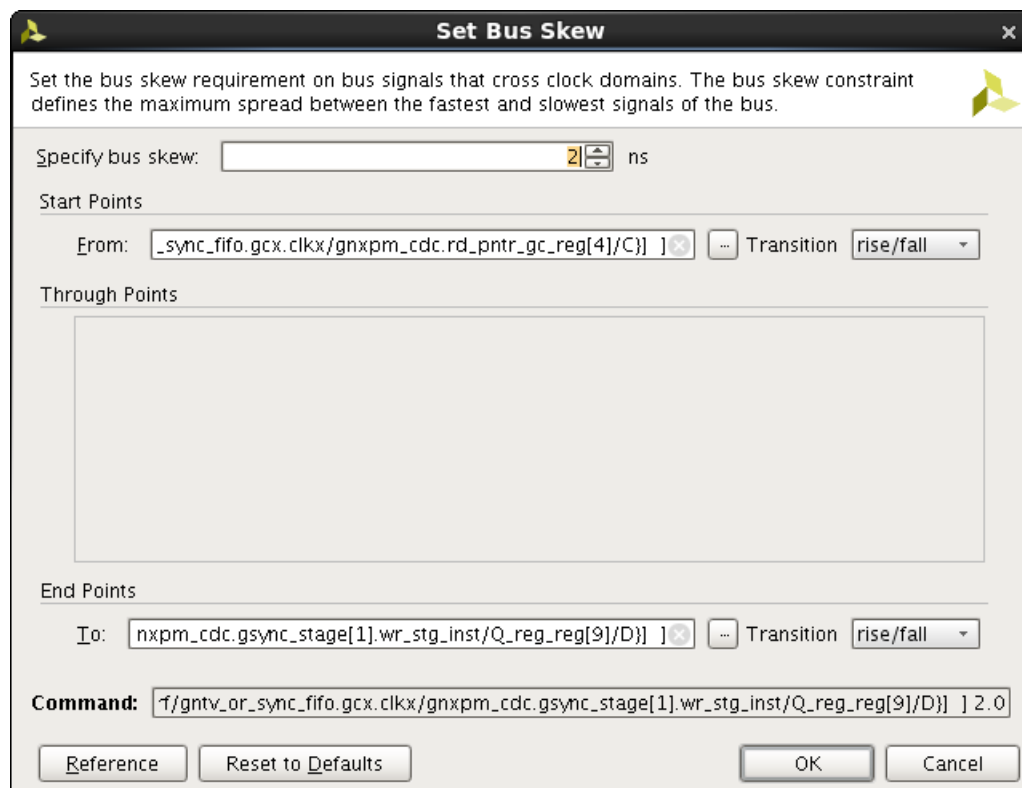 Set Bus Skew
Set the bus skew requirement on bus signals that cross clock domains. The bus skew constraint
defines the maximum spread between the fastest and slowest signals of the bus.
Specify bus skew: 2 ns
Start Points
From: _sync_fifo.gcx.clkx/gnxpm_cdc.rd_pntr_gc_reg[4]/C}] ] ... Transition rise/fall
Through Points
End Points
To: nxpm_cdc.gsync_stage[1].wr_stg_inst/Q_reg_reg[9]/D}] ] ... Transition rise/fall
Command: f/gntv_or_sync_fifo.gcx.clkx/gnxpm_cdc.gsync_stage[1].wr_stg_inst/Q_reg_reg[9]/D}] ] 2.0
Reference Reset to Defaults OK Cancel